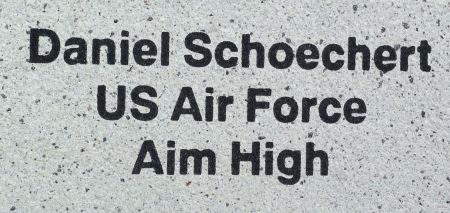 Daniel Schoechert
US Air Force
Aim High